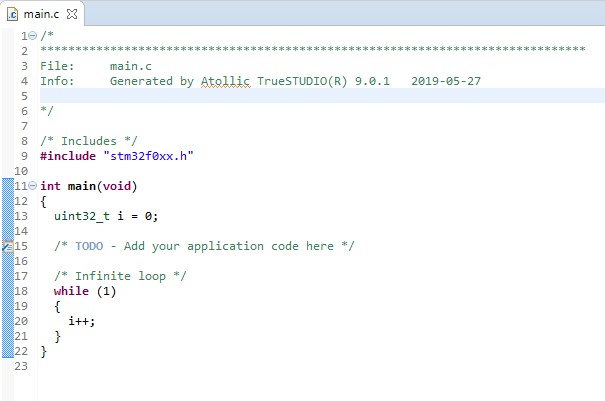 main.c
1 /*
2 ******************************************************************************
3 File:     main.c
4 Info:     Generated by Atollic TrueSTUDIO(R) 9.0.1   2019-05-27
5
6 */
7
8 /* Includes */
9 #include "stm32f0xx.h"
10
11 int main(void)
12 {
13   uint32_t i = 0;
14
15   /* TODO - Add your application code here */
16
17   /* Infinite loop */
18   while (1)
19   {
20     i++;
21   }
22 }
23